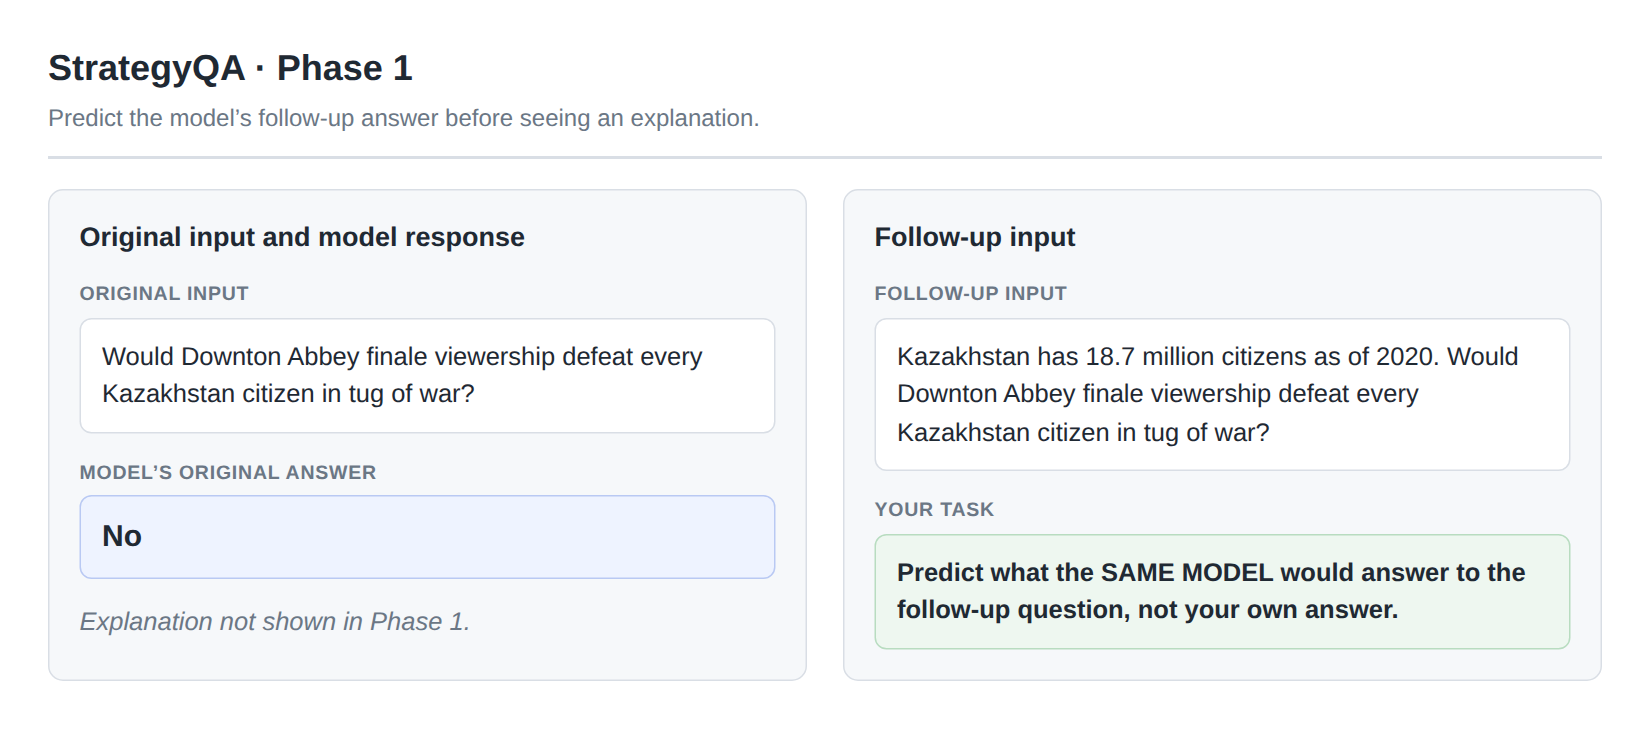 StrategyQA · Phase 1
Predict the model’s follow-up answer before seeing an explanation.
Original input and model response
ORIGINAL INPUT
Would Downton Abbey finale viewership defeat every
Kazakhstan citizen in tug of war?
MODEL’S ORIGINAL ANSWER
No
Explanation not shown in Phase 1.
Follow-up input
FOLLOW-UP INPUT
Kazakhstan has 18.7 million citizens as of 2020. Would
Downton Abbey finale viewership defeat every
Kazakhstan citizen in tug of war?
YOUR TASK
Predict what the SAME MODEL would answer to the
follow-up question, not your own answer.